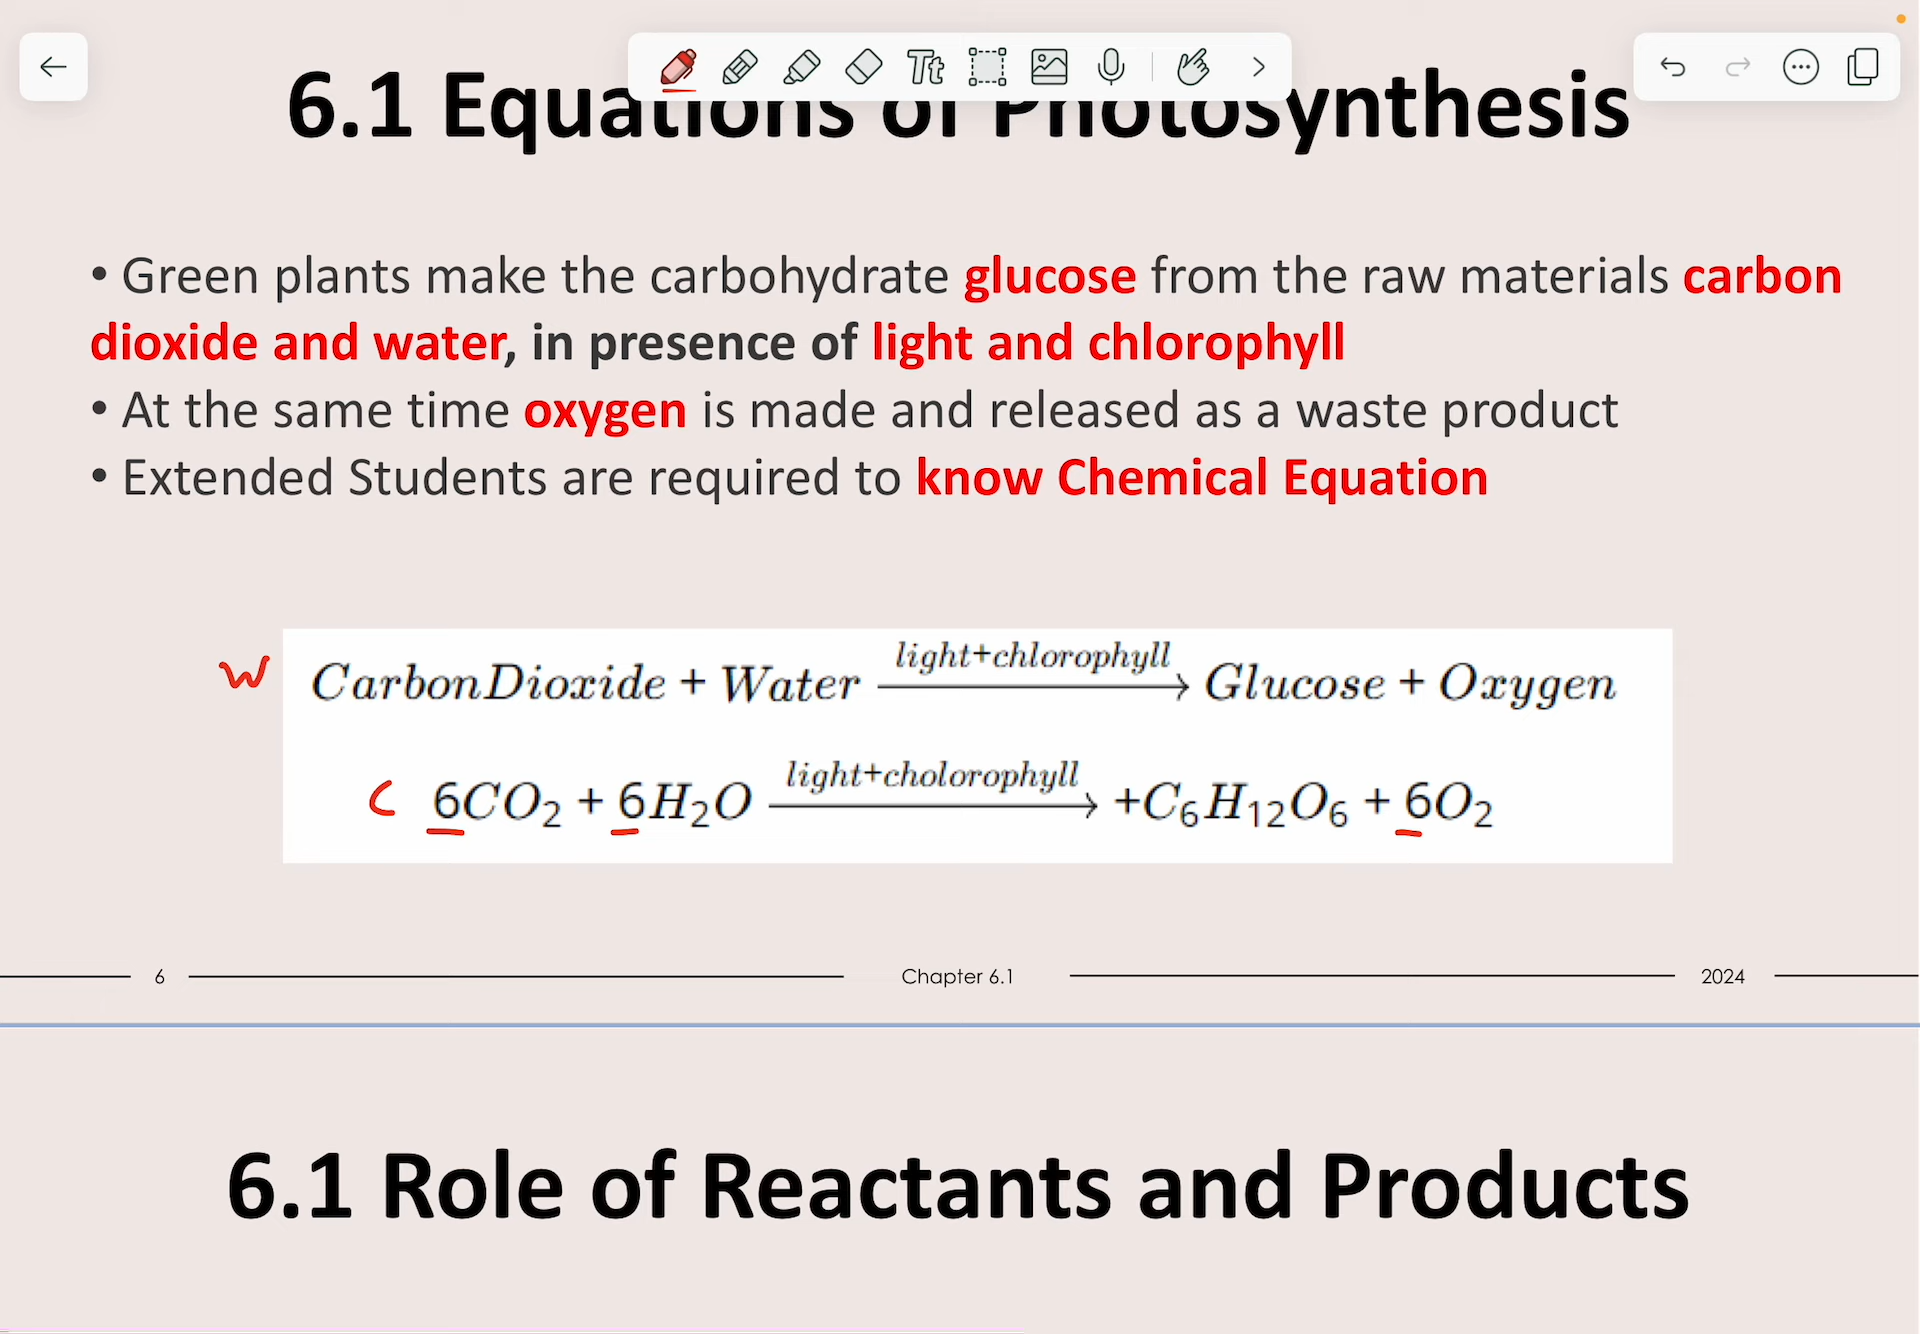 Tt
6.1 Equations of Photosynthesis
• Green plants make the carbohydrate glucose from the raw materials carbon
dioxide and water, in presence of light and chlorophyll
• At the same time oxygen is made and released as a waste product
• Extended Students are required to know Chemical Equation
W CarbonDioxide + Water light+chlorophyll → Glucose + Oxygen
C 6CO₂ + 6H₂O light+cholorophyll → +C₆H₁₂O₆ + 6O₂
6 Chapter 6.1 2024
6.1 Role of Reactants and Products